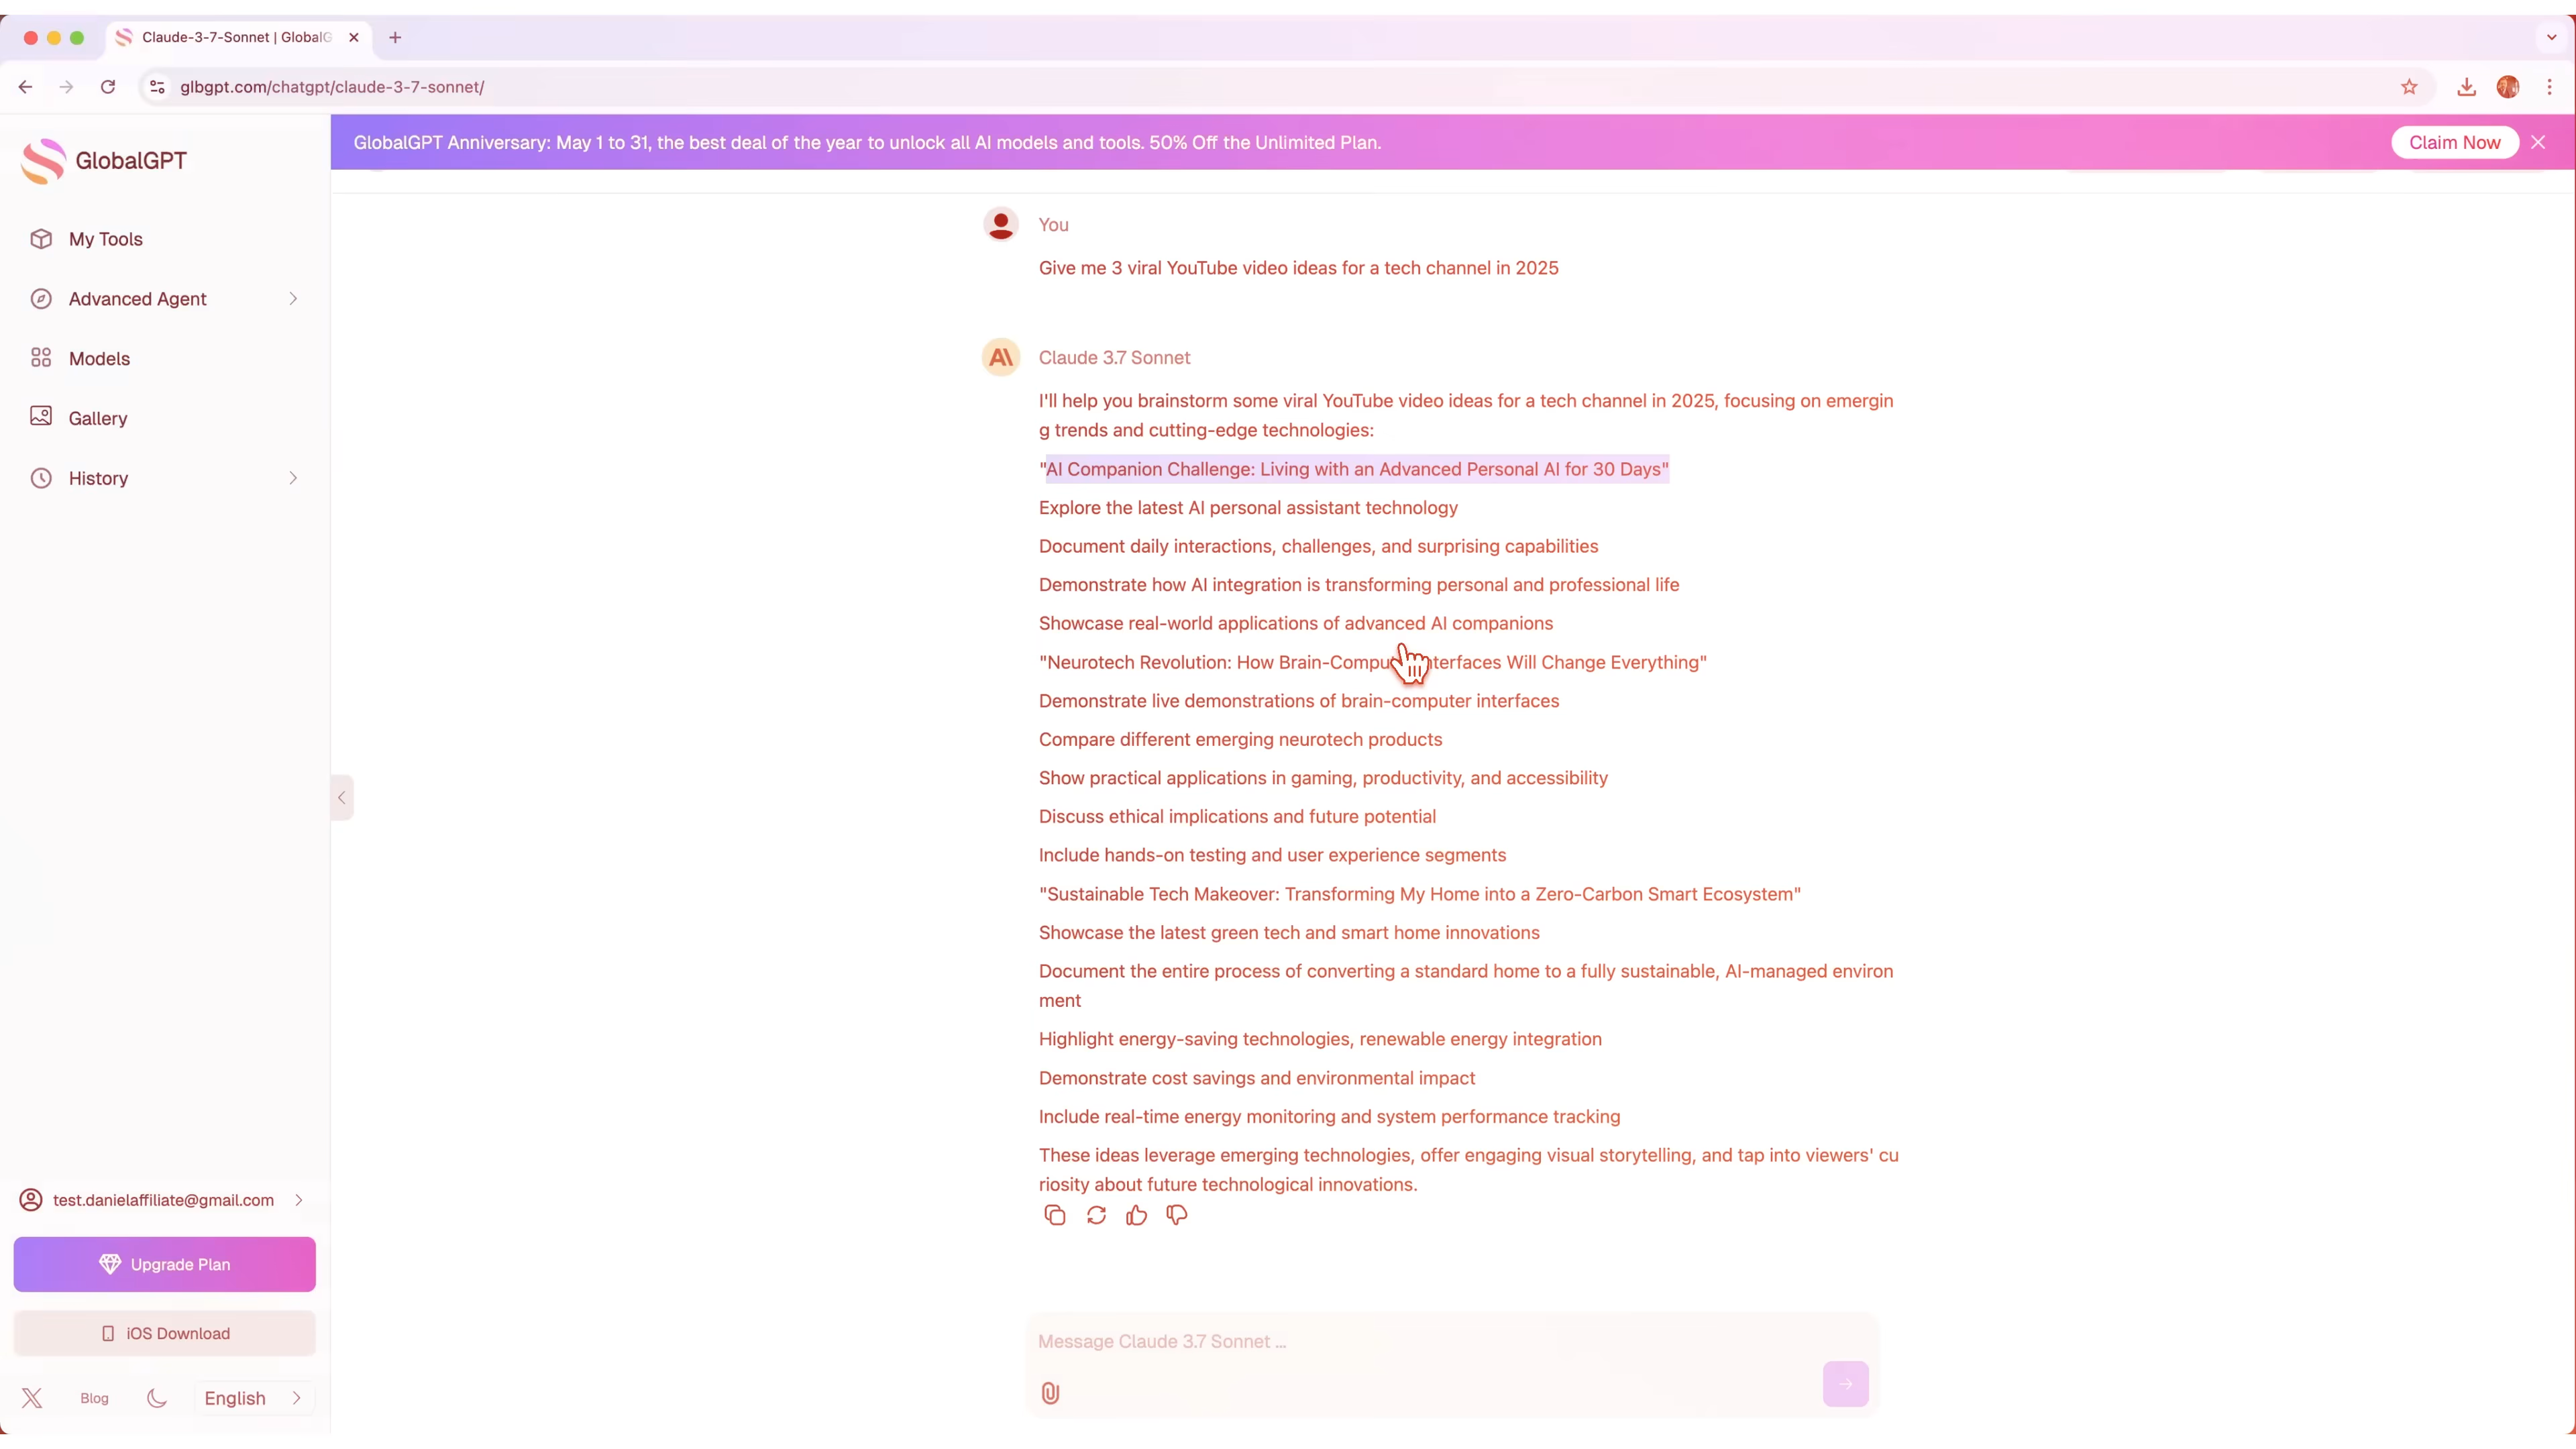 Claude-3-7-Sonnet | GlobalG
glbgpt.com/chatgpt/claude-3-7-sonnet/
GlobalGPT
GlobalGPT Anniversary: May 1 to 31, the best deal of the year to unlock all AI models and tools. 50% Off the Unlimited Plan.
Claim Now
My Tools
Advanced Agent
Models
Gallery
History
You
Give me 3 viral YouTube video ideas for a tech channel in 2025
Claude 3.7 Sonnet
I'll help you brainstorm some viral YouTube video ideas for a tech channel in 2025, focusing on emergin
g trends and cutting-edge technologies:
"AI Companion Challenge: Living with an Advanced Personal AI for 30 Days"
Explore the latest AI personal assistant technology
Document daily interactions, challenges, and surprising capabilities
Demonstrate how AI integration is transforming personal and professional life
Showcase real-world applications of advanced AI companions
"Neurotech Revolution: How Brain-Compu terfaces Will Change Everything"
Demonstrate live demonstrations of brain-computer interfaces
Compare different emerging neurotech products
Show practical applications in gaming, productivity, and accessibility
Discuss ethical implications and future potential
Include hands-on testing and user experience segments
"Sustainable Tech Makeover: Transforming My Home into a Zero-Carbon Smart Ecosystem"
Showcase the latest green tech and smart home innovations
Document the entire process of converting a standard home to a fully sustainable, AI-managed environ
ment
Highlight energy-saving technologies, renewable energy integration
Demonstrate cost savings and environmental impact
Include real-time energy monitoring and system performance tracking
These ideas leverage emerging technologies, offer engaging visual storytelling, and tap into viewers' cu
riosity about future technological innovations.
test.danielaffiliate@gmail.com
Upgrade Plan
iOS Download
Blog
English
Message Claude 3.7 Sonnet ...